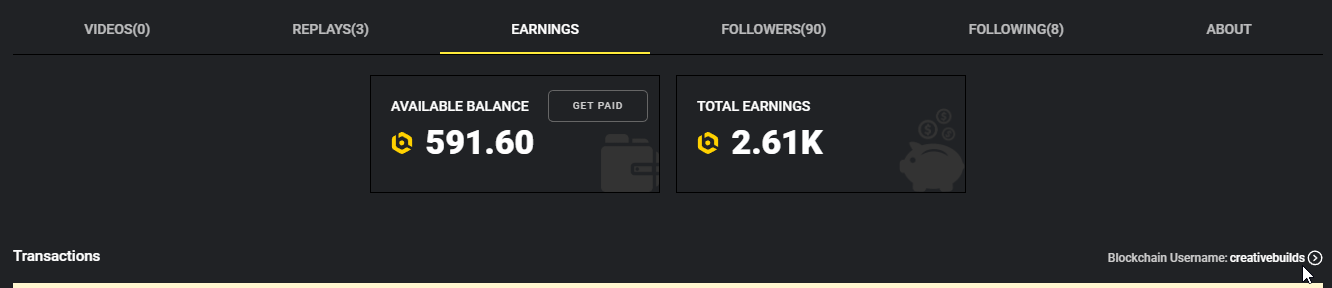 VIDEOS(0) REPLAYS(3) EARNINGS FOLLOWERS(90) FOLLOWING(8) ABOUT
AVAILABLE BALANCE GET PAID
591.60
TOTAL EARNINGS
2.61K
Transactions
Blockchain Username: creativebuilds